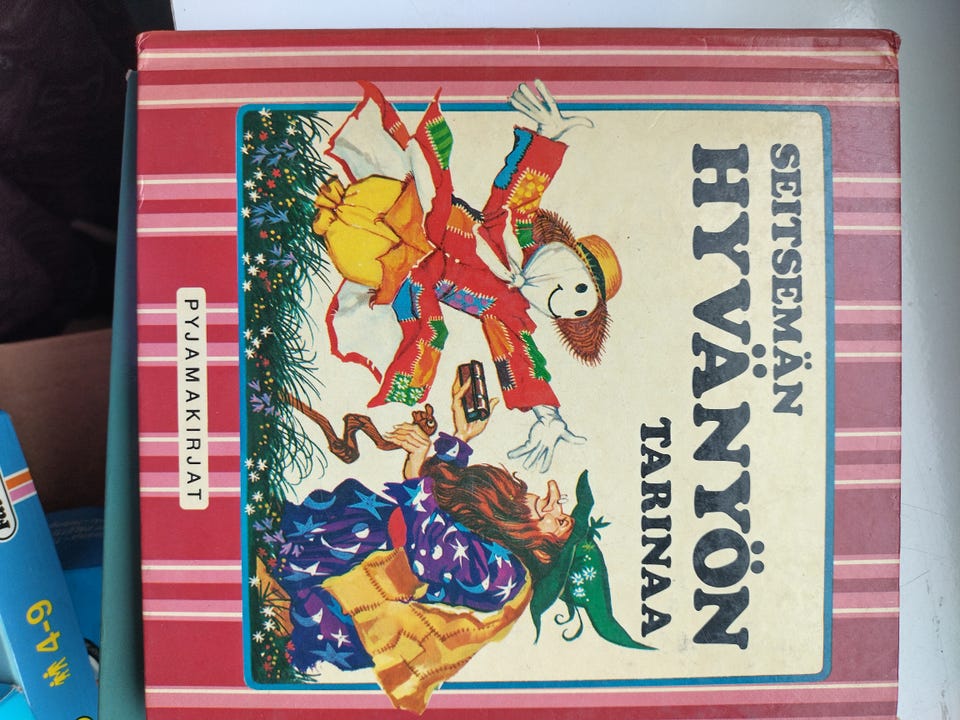 SEITSEMÄN
HYVÄNYÖN
TARINAA
PYJAMAKIRJAT
4-9